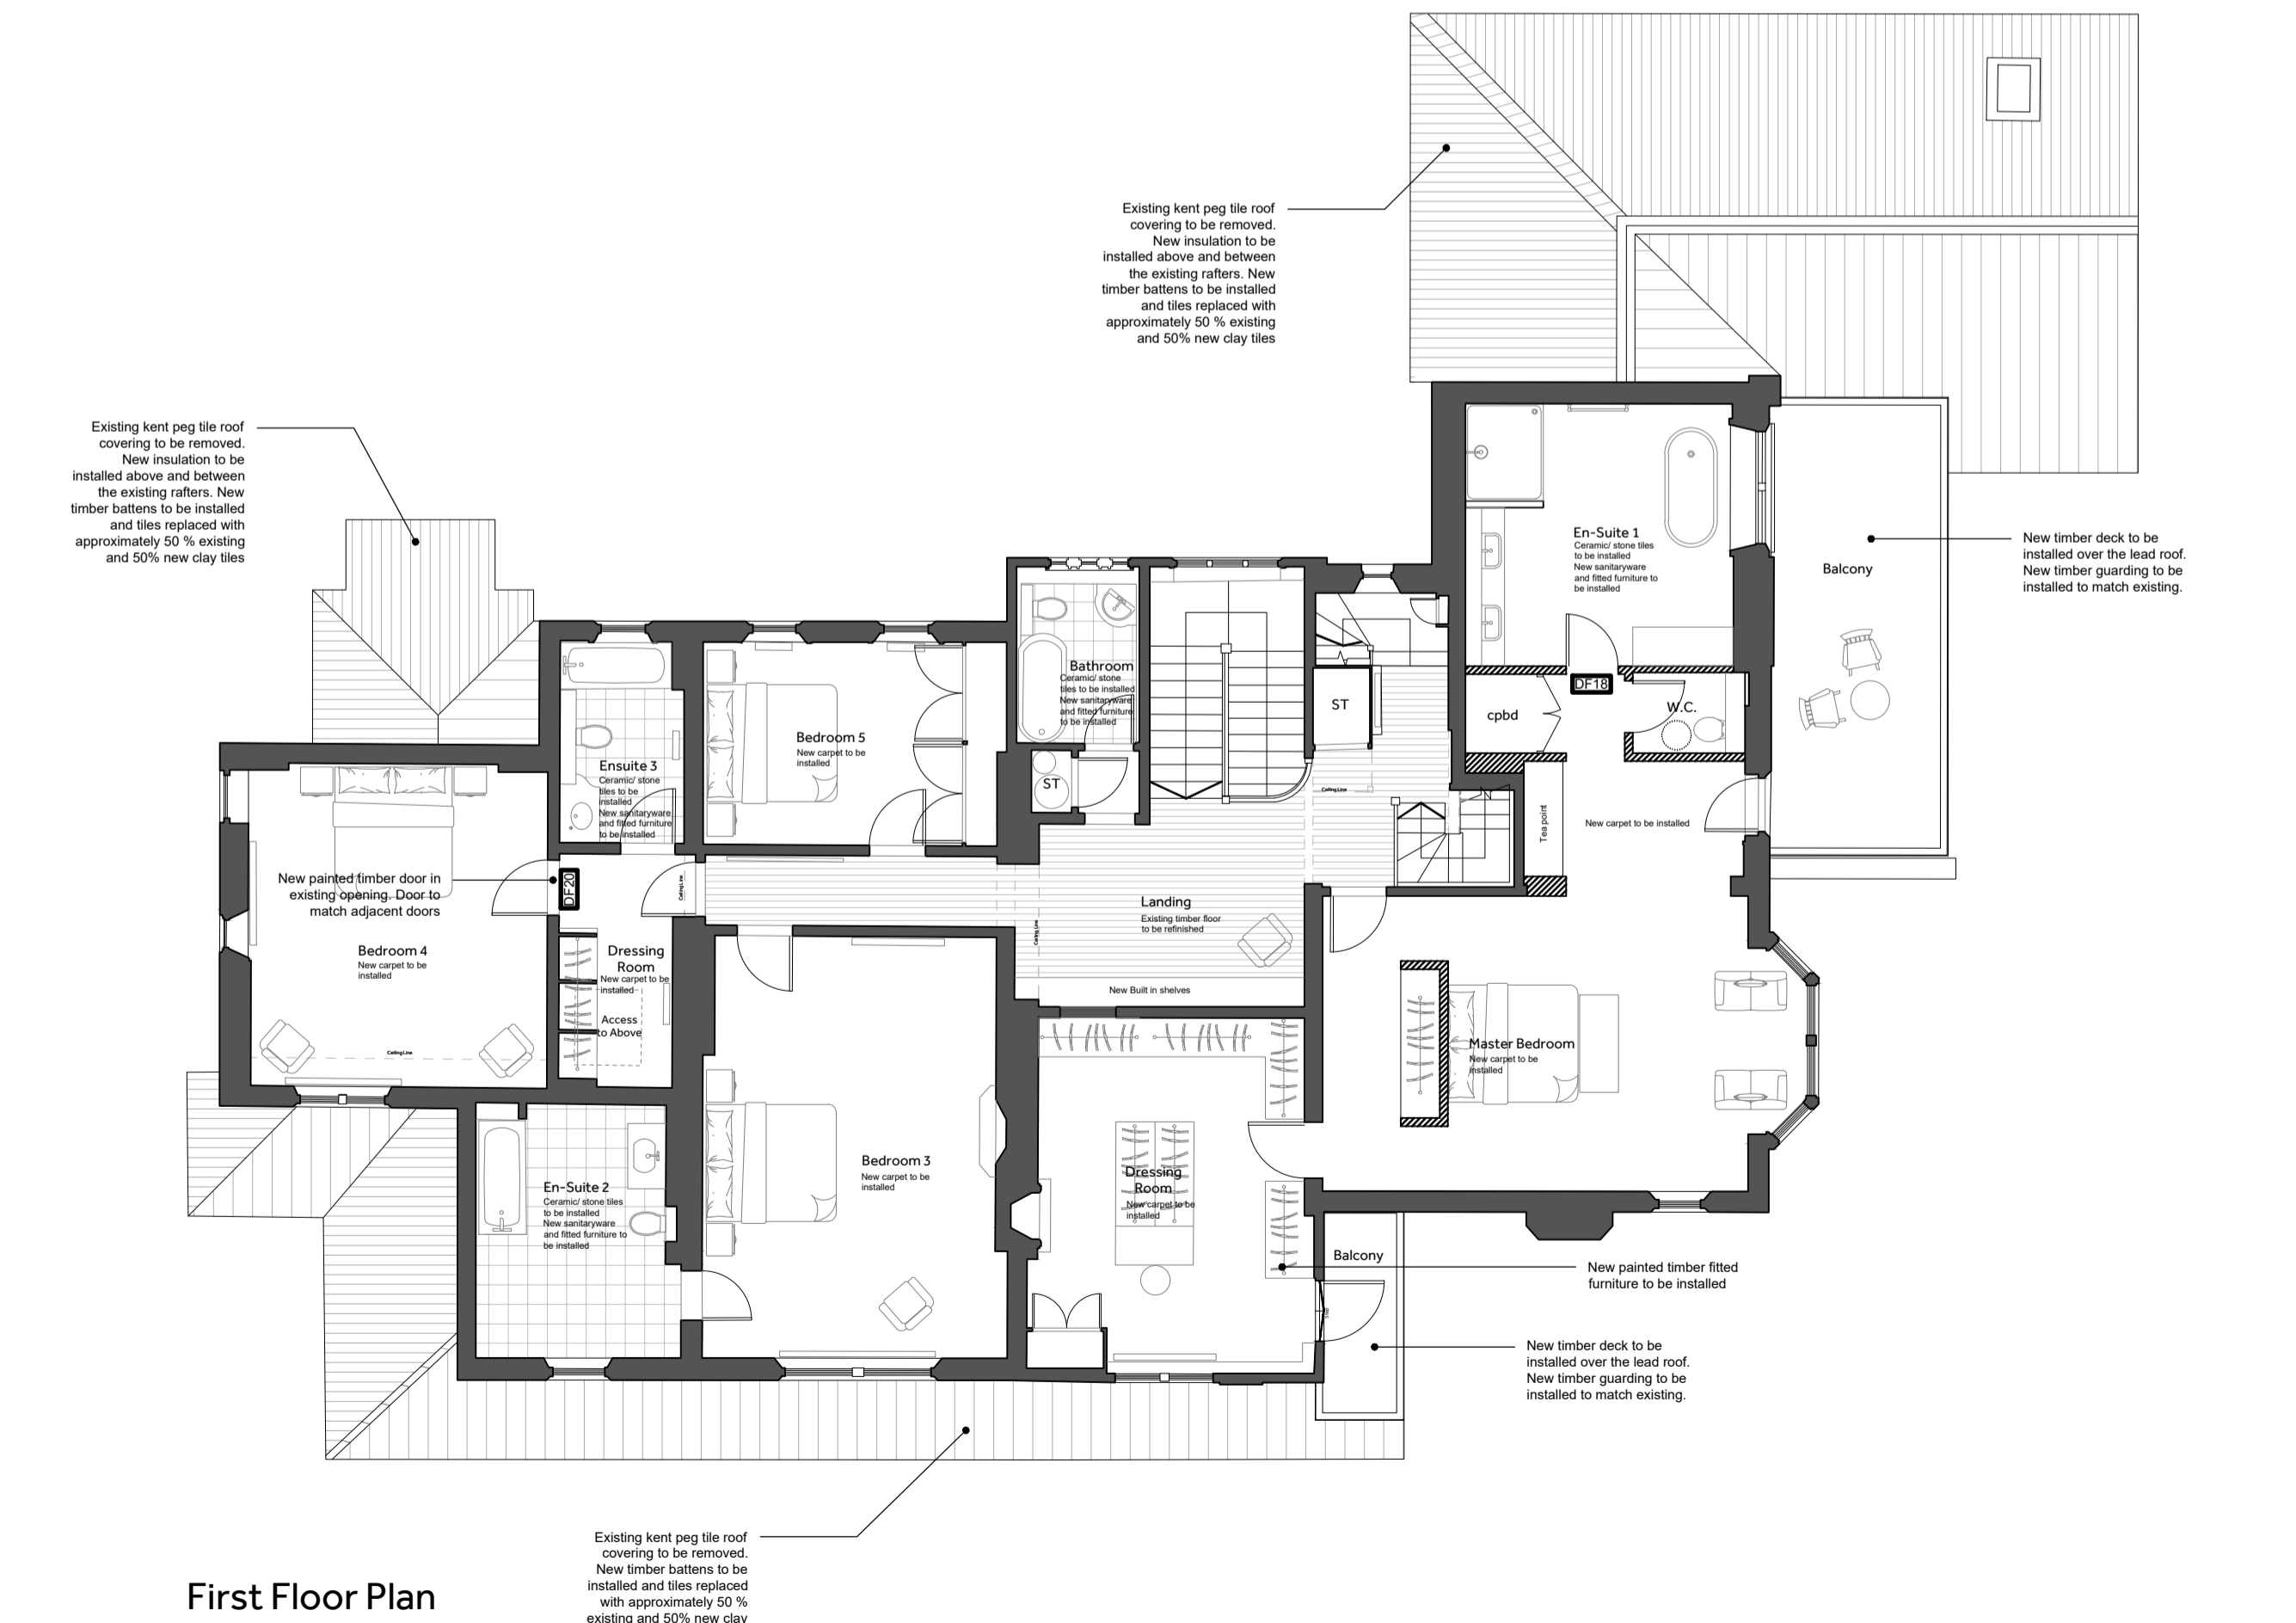 Existing kent peg tile roof
covering to be removed.
New insulation to be
installed above and between
the existing rafters. New
timber battens to be installed
and tiles replaced with
approximately 50 % existing
and 50% new clay tiles
Existing kent peg tile roof
covering to be removed.
New insulation to be
installed above and between
the existing rafters. New
timber battens to be installed
and tiles replaced with
approximately 50 % existing
and 50% new clay tiles
New timber deck to be
installed over the lead roof.
New timber guarding to be
installed to match existing.
Balcony
En-Suite 1
Ceramic/ stone tiles
to be installed
New sanitaryware
and fitted furniture to
be installed
DF18
cpbd
W.C.
ST
Bathroom
Ceramic/ stone
tiles to be installed
New sanitaryware
and fitted furniture
to be installed
ST
Bedroom 5
New carpet to be
installed
Ensuite 3
Ceramic/ stone
tiles to be
installed
New sanitaryware
and fitted furniture
to be installed
Ceiling Line
Tea point
New carpet to be installed
New painted timber door in
existing opening. Door to
match adjacent doors
DF20
Ceiling Line
Bedroom 4
New carpet to be
installed
Ceiling Line
Dressing
Room
New carpet to be
installed
Access
to Above
Landing
Existing timber floor
to be refinished
Ceiling Line
New Built in shelves
Master Bedroom
New carpet to be
installed
Bedroom 3
New carpet to be
installed
Dressing
Room
New carpet to be
installed
En-Suite 2
Ceramic/ stone tiles
to be installed
New sanitaryware
and fitted furniture to
be installed
Balcony
New painted timber fitted
furniture to be installed
New timber deck to be
installed over the lead roof.
New timber guarding to be
installed to match existing.
Existing kent peg tile roof
covering to be removed.
New timber battens to be
installed and tiles replaced
with approximately 50 %
existing and 50% new clay
First Floor Plan